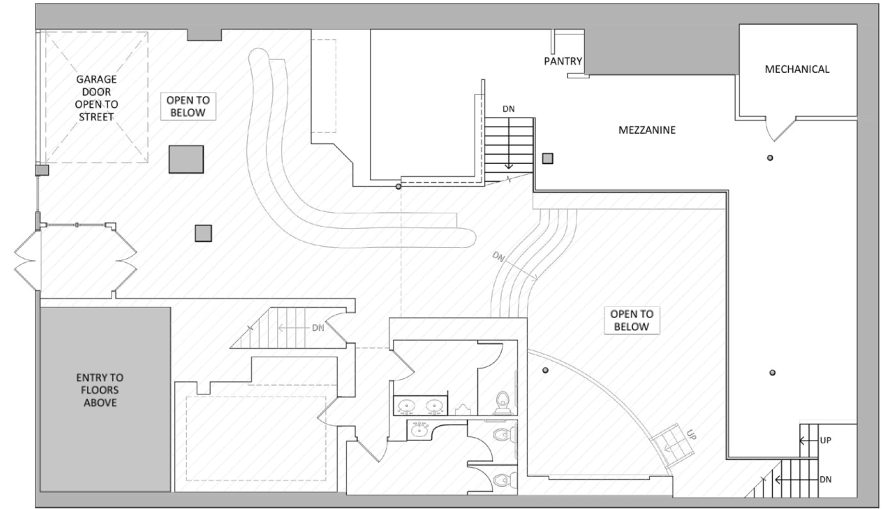 GARAGE
DOOR
OPEN TO
STREET
OPEN TO
BELOW
PANTRY
MECHANICAL
DN
MEZZANINE
DN
OPEN TO
BELOW
DN
ENTRY TO
FLOORS
ABOVE
UP
UP
DN